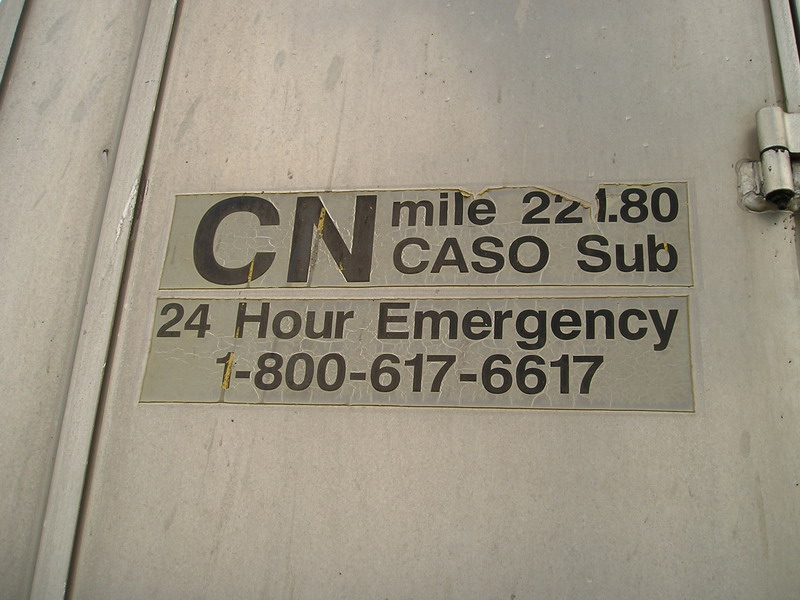 CN mile 221.80
CASO Sub
24 Hour Emergency
1-800-617-6617